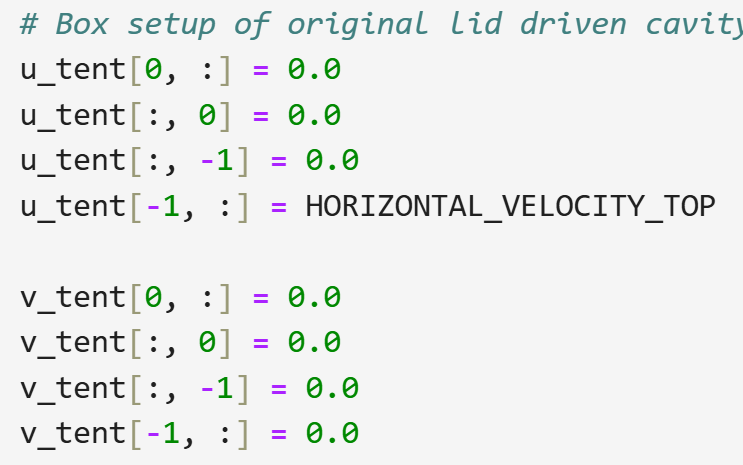 # Box setup of original lid driven cavity
u_tent[0, :] = 0.0
u_tent[:, 0] = 0.0
u_tent[:, -1] = 0.0
u_tent[-1, :] = HORIZONTAL_VELOCITY_TOP
v_tent[0, :] = 0.0
v_tent[:, 0] = 0.0
v_tent[:, -1] = 0.0
v_tent[-1, :] = 0.0